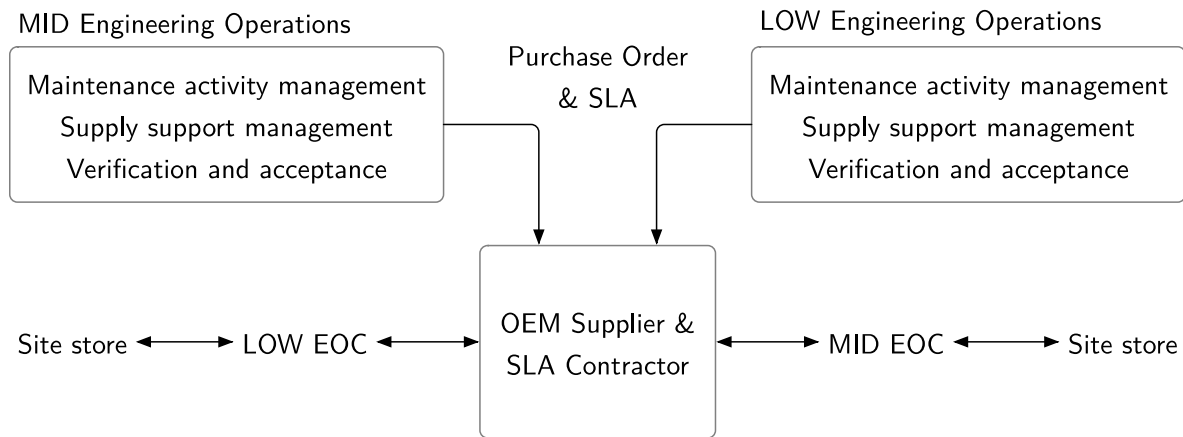 MID Engineering Operations
Maintenance activity management
Supply support management
Verification and acceptance
Purchase Order
& SLA
LOW Engineering Operations
Maintenance activity management
Supply support management
Verification and acceptance
Site store
LOW EOC
OEM Supplier &
SLA Contractor
MID EOC
Site store